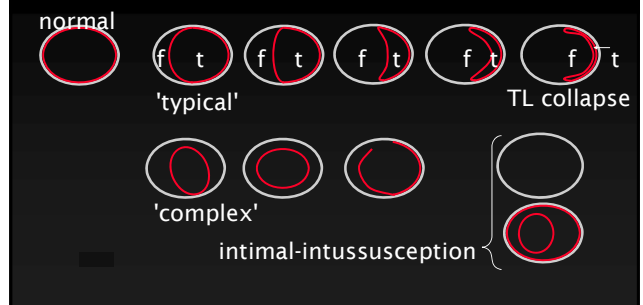 normal
f t f t f t f t f t
'typical' TL collapse
'complex'
intimal-intussusception